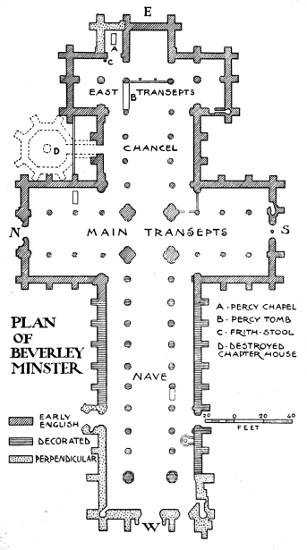 E
A
C
EAST TRANSEPTS
B
CHANCEL
D
N
MAIN TRANSEPTS
S
A - PERCY CHAPEL
B - PERCY TOMB
C - FRITH-STOOL
D - DESTROYED
CHAPTER HOUSE
PLAN
OF
BEVERLEY
MINSTER
NAVE
20 0 20 40
FEET
EARLY
ENGLISH
DECORATED
PERPENDICULAR
W